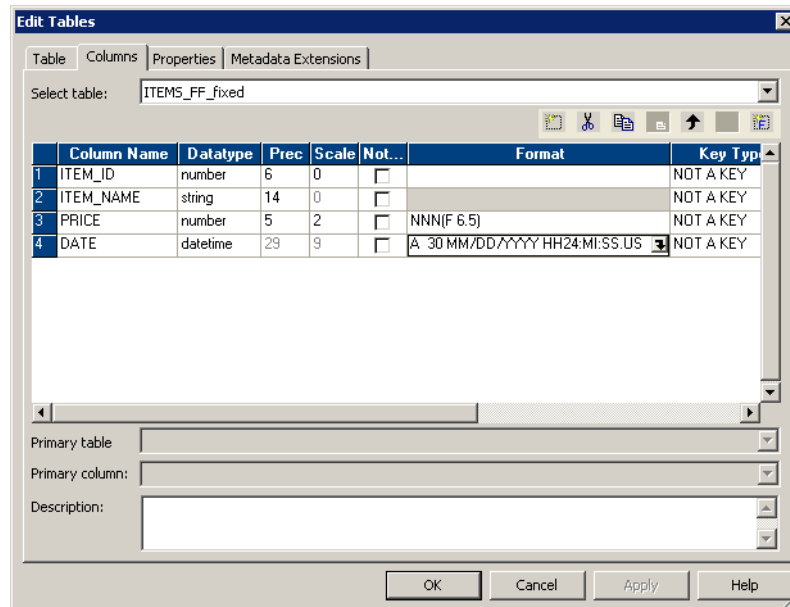 Edit Tables
Table Columns Properties Metadata Extensions
Select table: ITEMS_FF_fixed
Column Name Datatype Prec Scale Not... Format Key Type
1 ITEM_ID number 6 0 NOT A KEY
2 ITEM_NAME string 14 0 NOT A KEY
3 PRICE number 5 2 NNN(F 6.5) NOT A KEY
4 DATE datetime 29 9 A 30 MM/DD/YYYY HH24:MI:SS.US NOT A KEY
Primary table
Primary column:
Description:
OK Cancel Apply Help